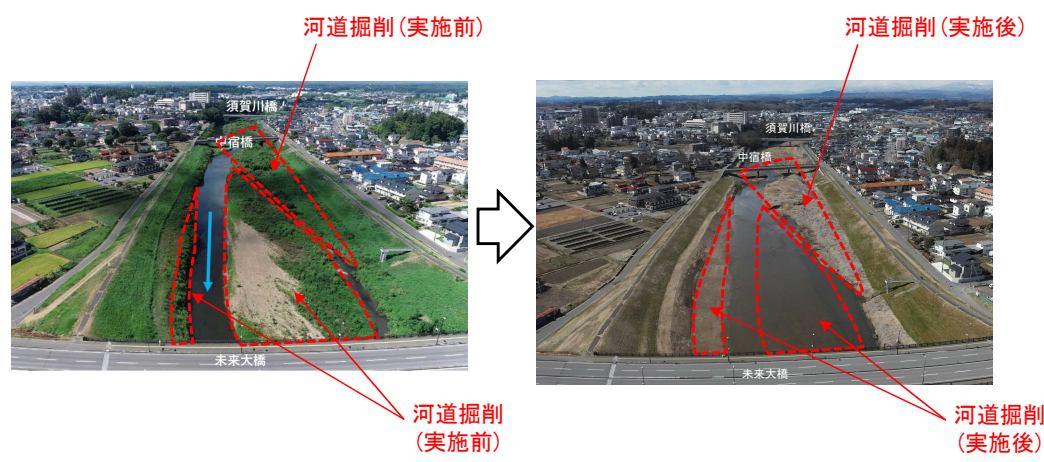 河道掘削(実施前)
須賀川橋
中宿橋
未来大橋
河道掘削
(実施前)
河道掘削(実施後)
須賀川橋
中宿橋
未来大橋
河道掘削
(実施後)